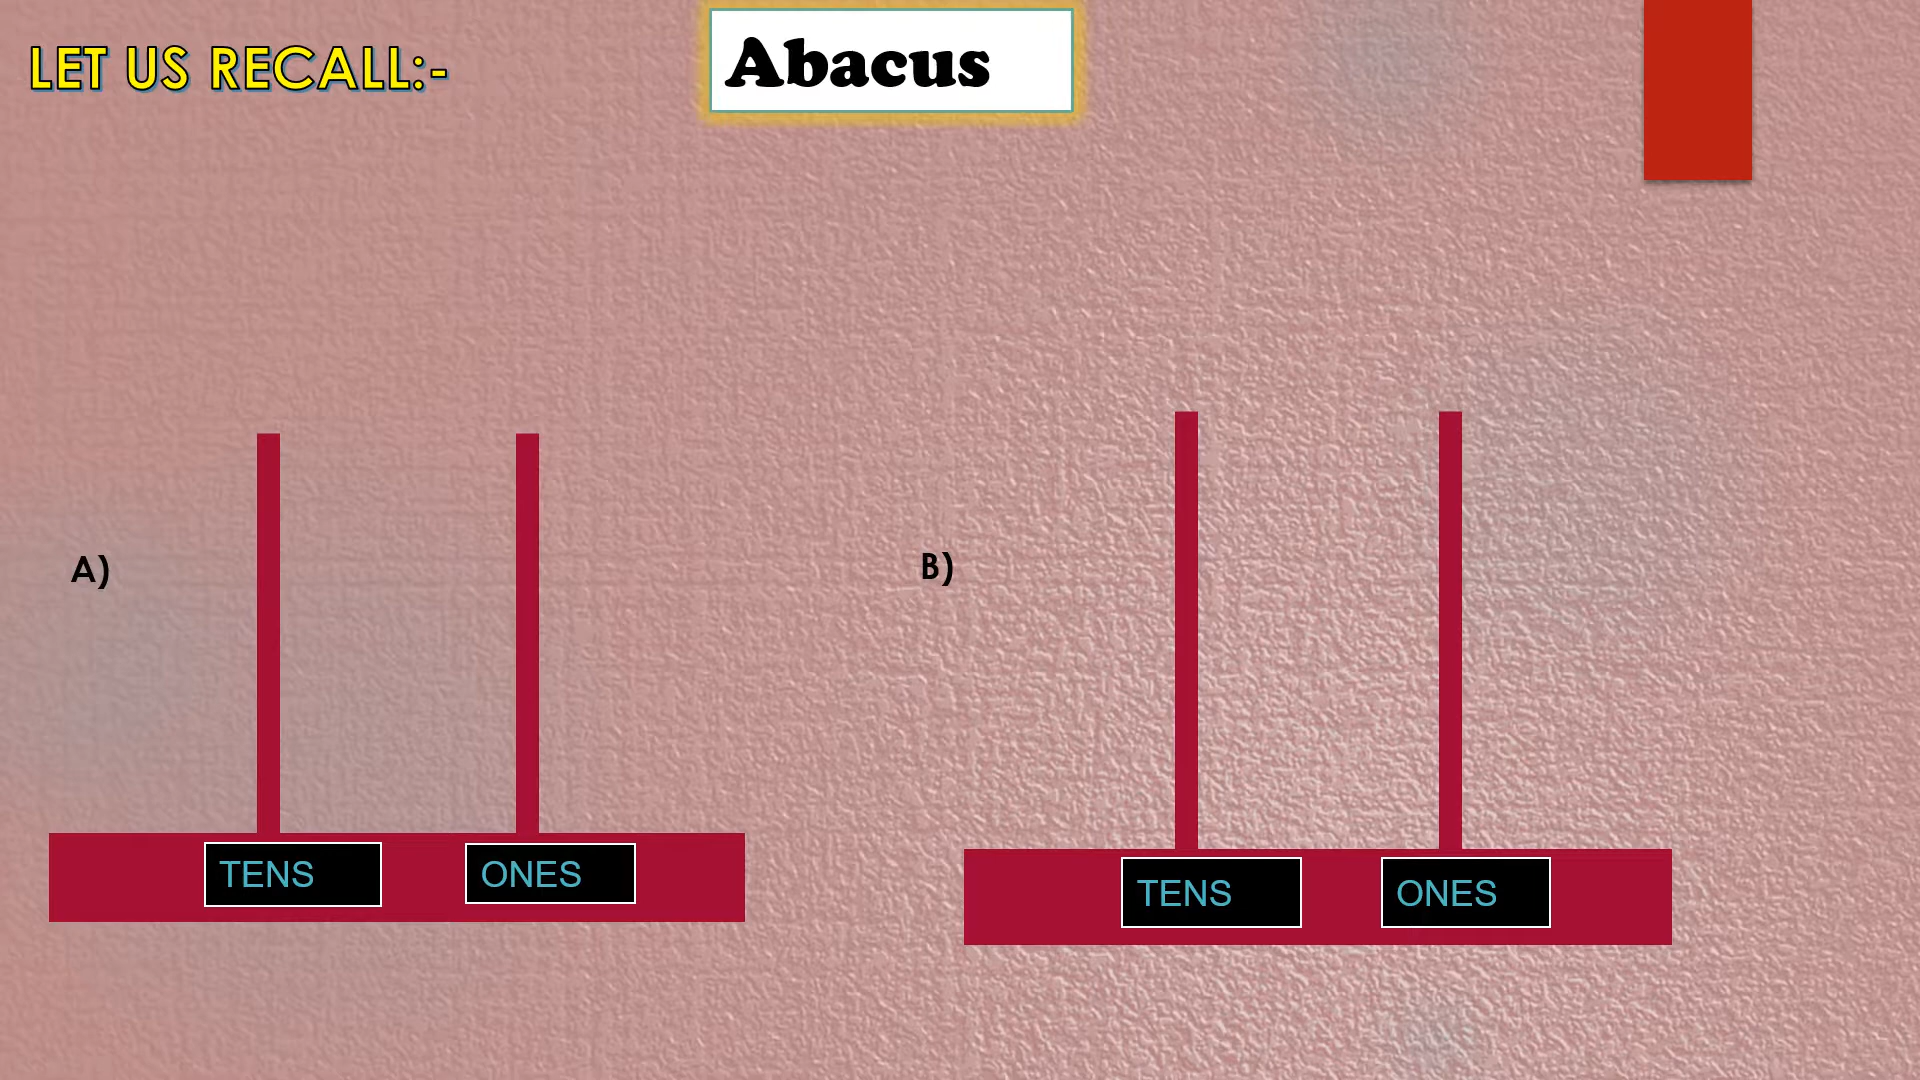 LET US RECALL:-
Abacus
A)
B)
TENS
ONES
TENS
ONES